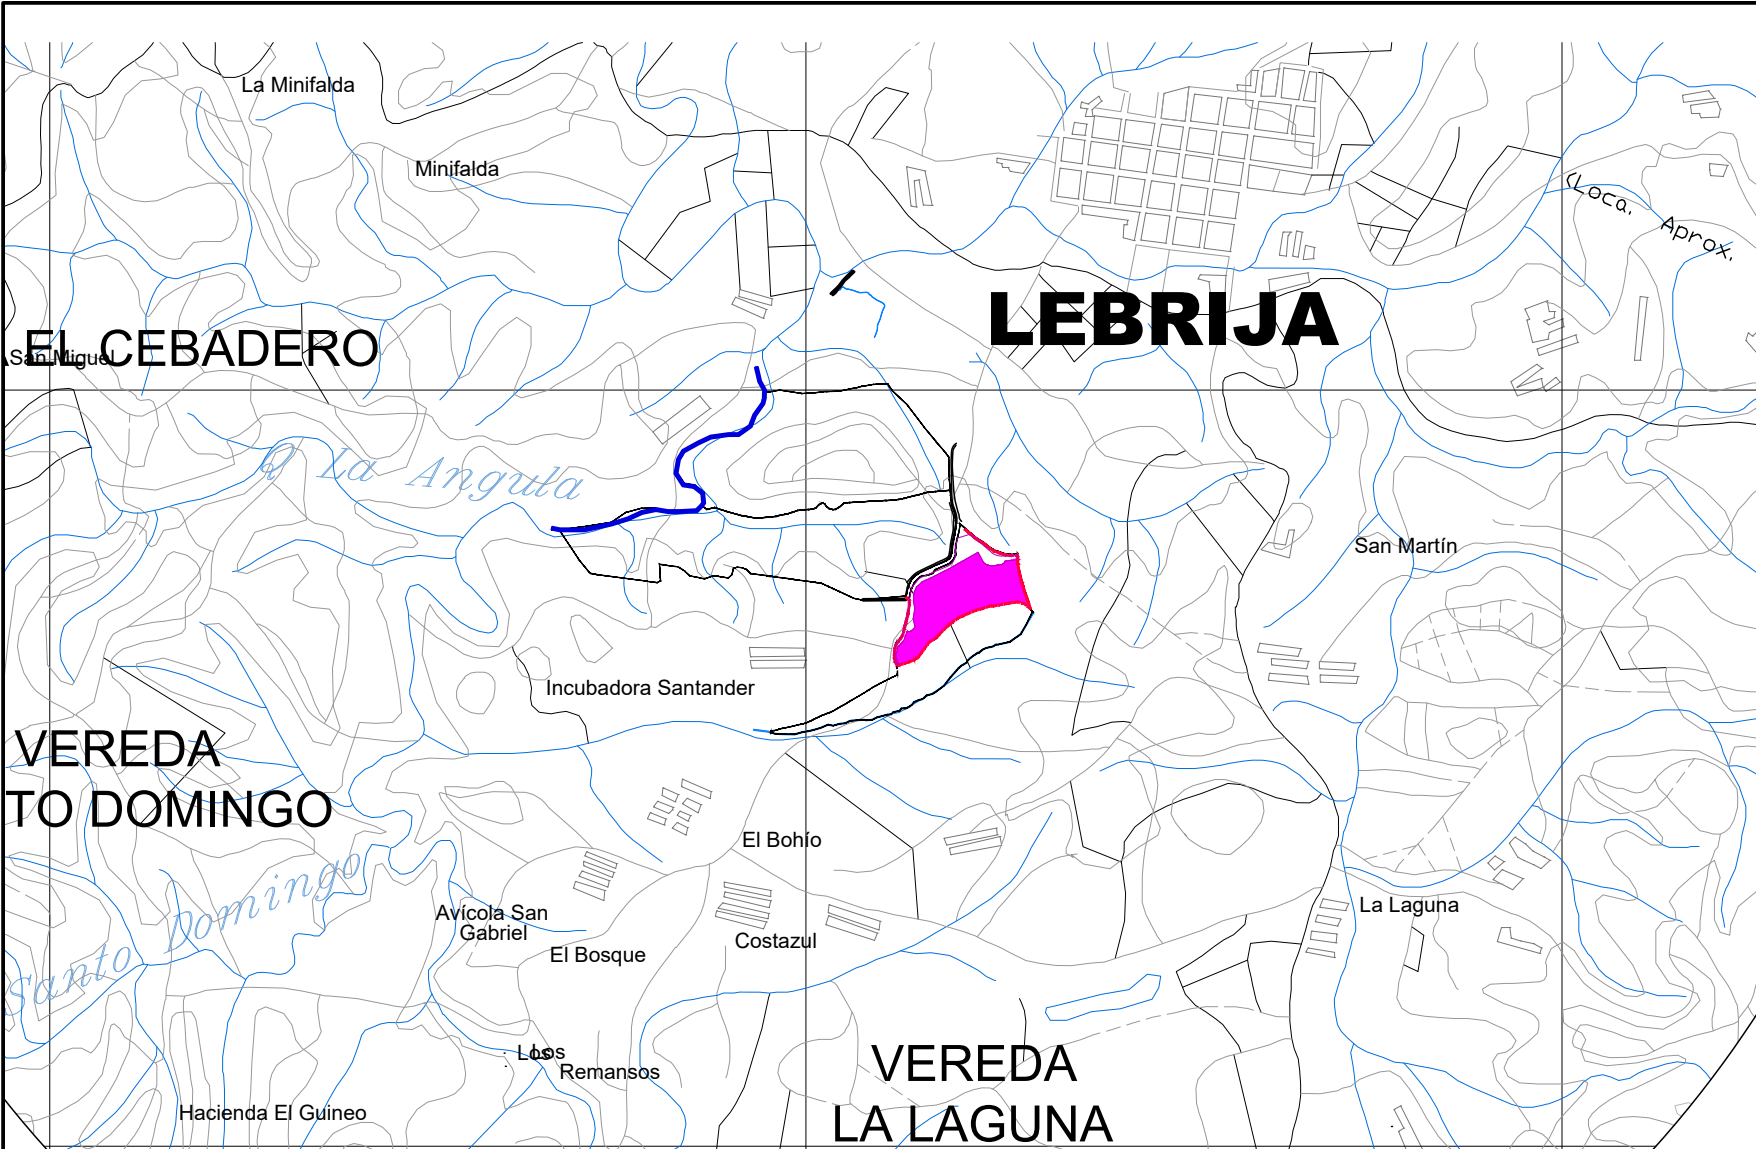 La Minifalda
Minifalda
(Loca. Aprox.
LEBRIJA
EL CEBADERO
San Miguel
Q La Angula
San Martín
Incubadora Santander
VEREDA
TO DOMINGO
El Bohío
Santo Domingo
Avícola San
Gabriel
El Bosque
Costazul
La Laguna
Los
Los
Remansos
VEREDA
LA LAGUNA
Hacienda El Guineo